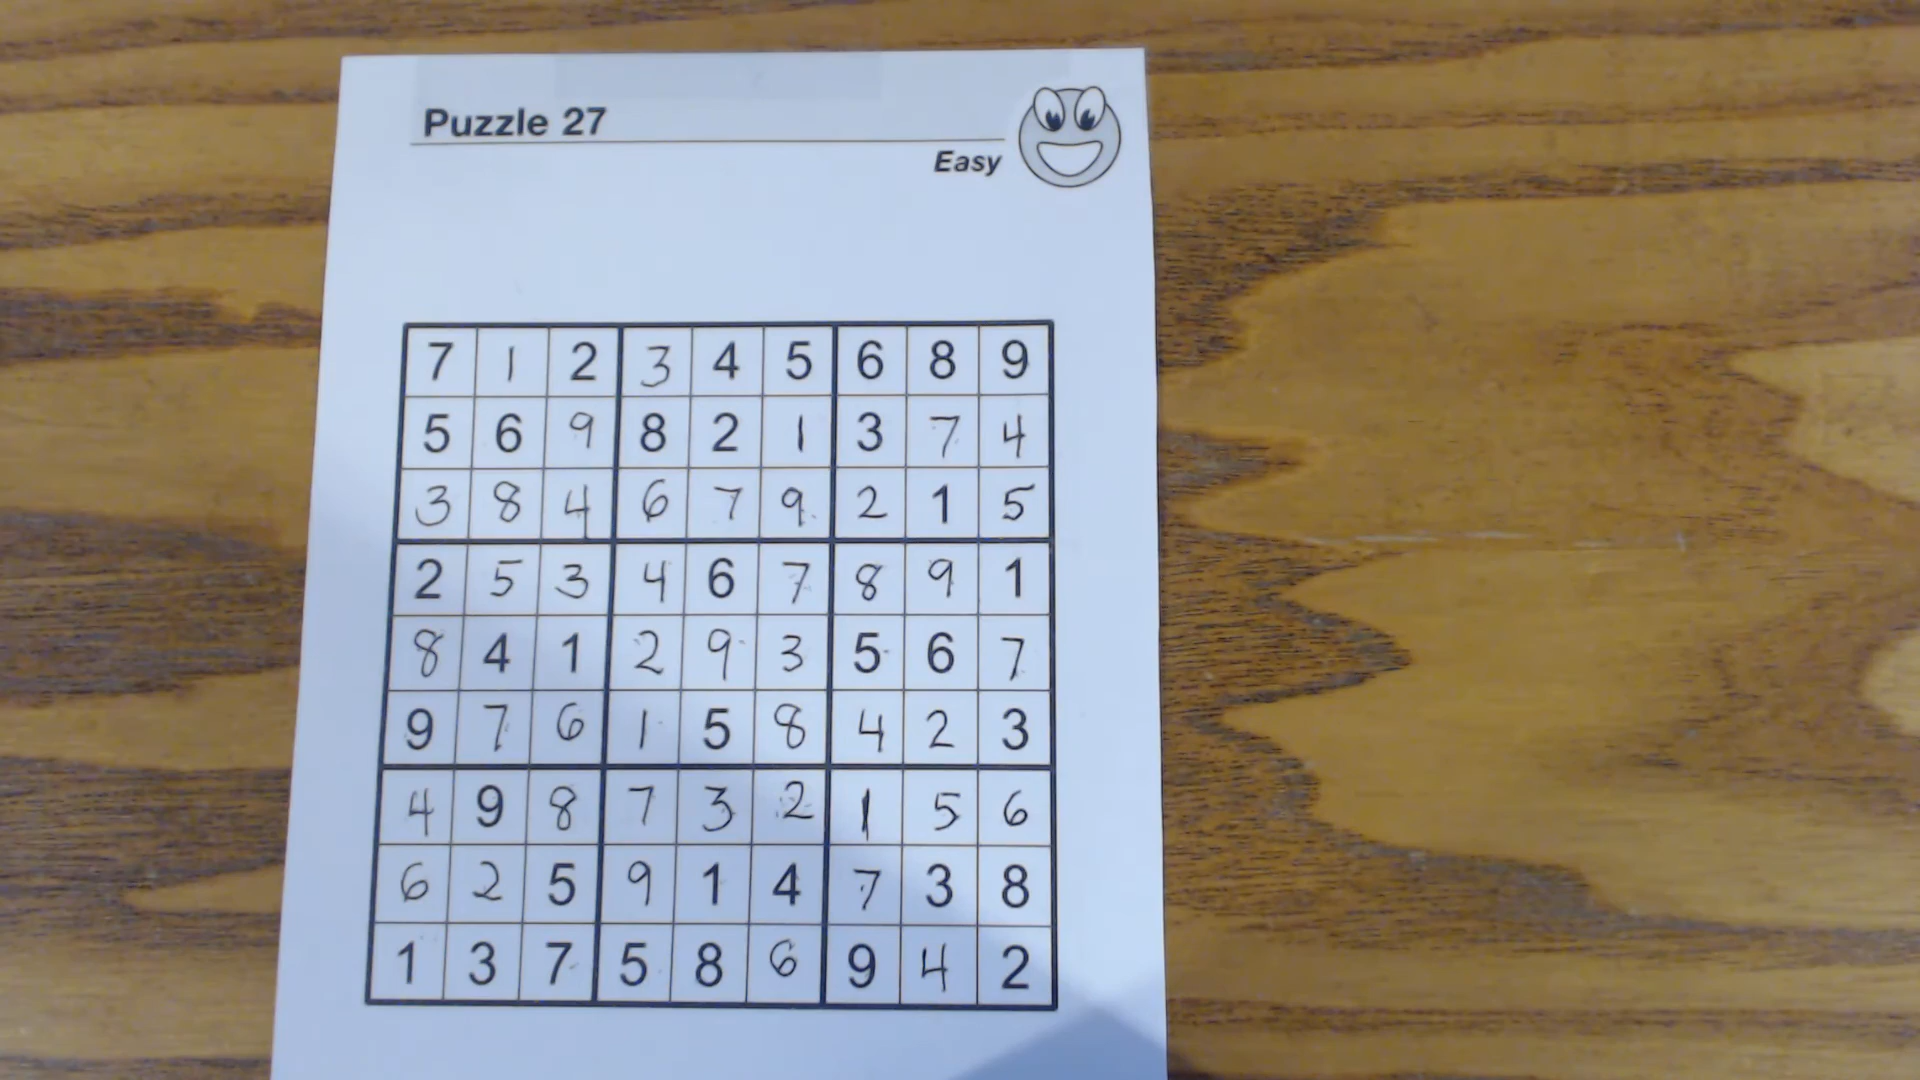 Puzzle 27
Easy
7 1 2 3 4 5 6 8 9
5 6 9 8 2 1 3 7 4
3 8 4 6 7 9 2 1 5
2 5 3 4 6 7 8 9 1
8 4 1 2 9 3 5 6 7
9 7 6 1 5 8 4 2 3
4 9 8 7 3 2 1 5 6
6 2 5 9 1 4 7 3 8
1 3 7 5 8 6 9 4 2